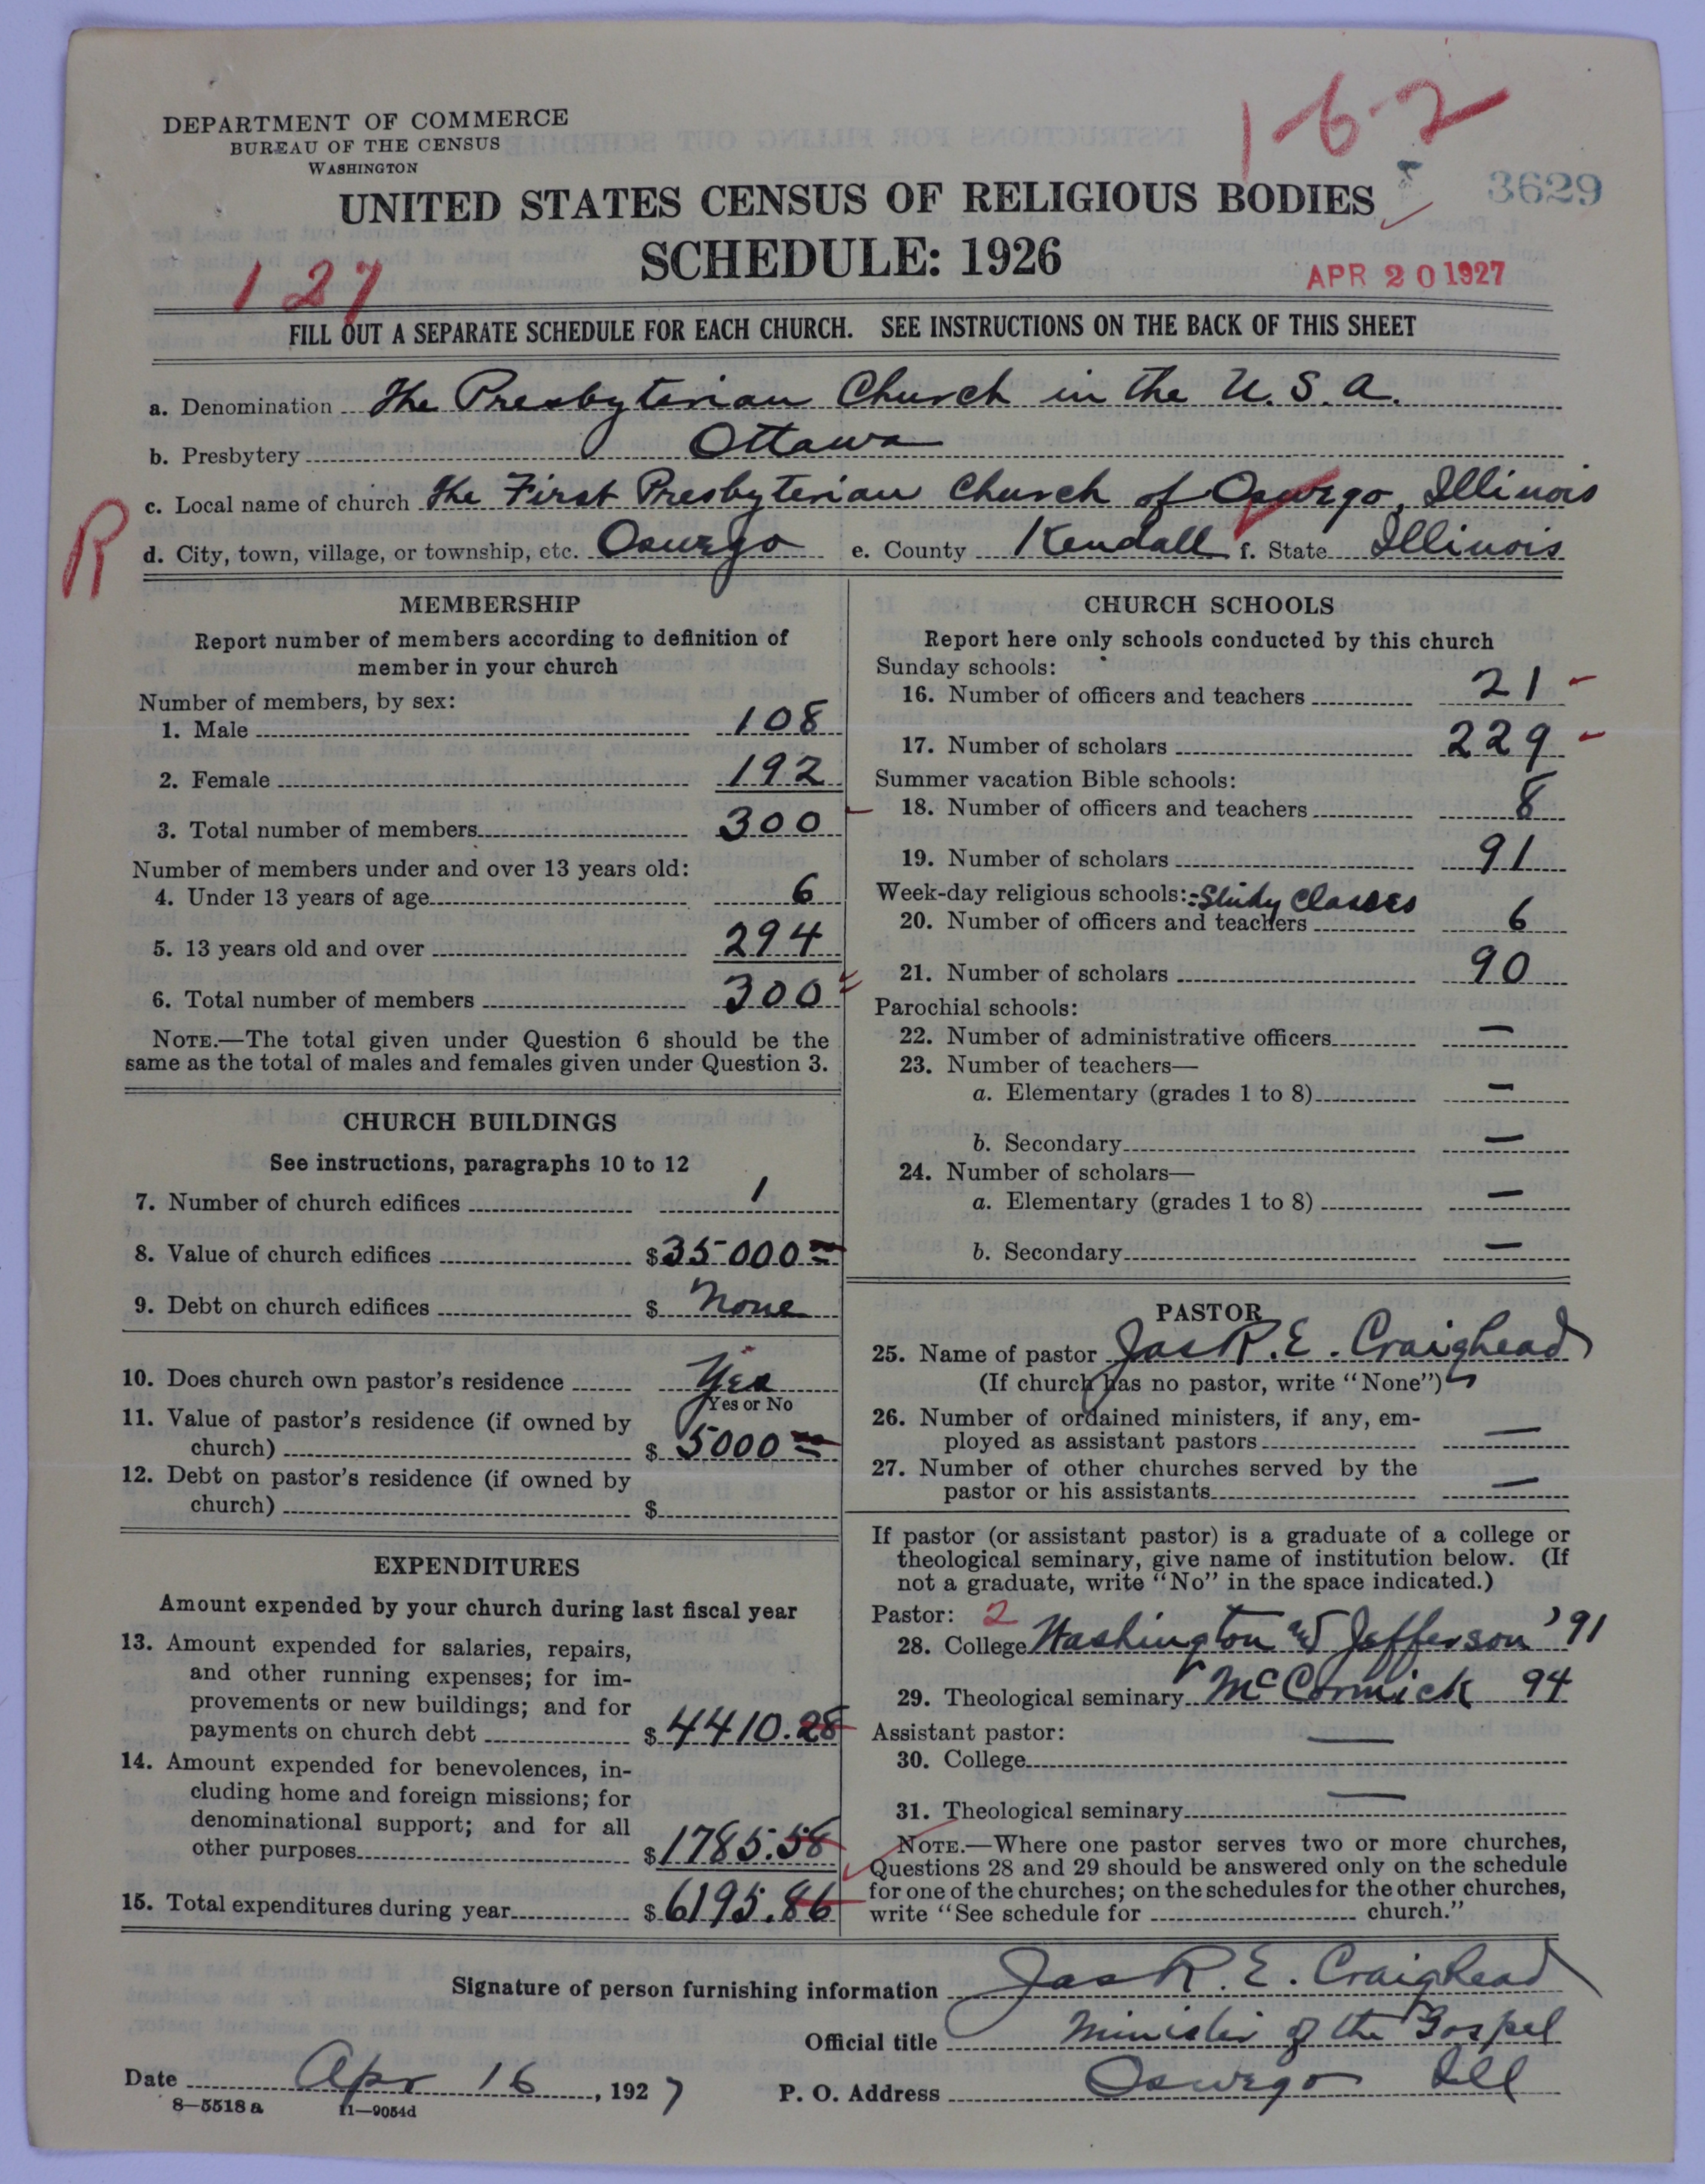 1-6-2
DEPARTMENT OF COMMERCE
BUREAU OF THE CENSUS
WASHINGTON
UNITED STATES CENSUS OF RELIGIOUS BODIES
3629
SCHEDULE: 1926
127
APR 20 1927
FILL OUT A SEPARATE SCHEDULE FOR EACH CHURCH. SEE INSTRUCTIONS ON THE BACK OF THIS SHEET
a. Denomination The Presbyterian Church in the U.S.A.
b. Presbytery Ottawa
R
c. Local name of church The First Presbyterian Church of Oswego, Illinois
d. City, town, village, or township, etc. Oswego e. County Kendall f. State Illinois
MEMBERSHIP
Report number of members according to definition of
member in your church
Number of members, by sex:
1. Male 108
2. Female 192
3. Total number of members 300
Number of members under and over 13 years old:
4. Under 13 years of age 6
5. 13 years old and over 294
6. Total number of members 300
NOTE.—The total given under Question 6 should be the
same as the total of males and females given under Question 3.
CHURCH BUILDINGS
See instructions, paragraphs 10 to 12
7. Number of church edifices 1
8. Value of church edifices $35000
9. Debt on church edifices $ None
10. Does church own pastor's residence Yes
Yes or No
11. Value of pastor's residence (if owned by
church) $ 5000
12. Debt on pastor's residence (if owned by
church) $
EXPENDITURES
Amount expended by your church during last fiscal year
13. Amount expended for salaries, repairs,
and other running expenses; for im-
provements or new buildings; and for
payments on church debt $ 4410.28
14. Amount expended for benevolences, in-
cluding home and foreign missions; for
denominational support; and for all
other purposes $1785.58
15. Total expenditures during year $6195.86
CHURCH SCHOOLS
Report here only schools conducted by this church
Sunday schools:
16. Number of officers and teachers 21
17. Number of scholars 229
Summer vacation Bible schools:
18. Number of officers and teachers 8
19. Number of scholars 91
Week-day religious schools:-Study Classes
20. Number of officers and teachers 6
21. Number of scholars 90
Parochial schools:
22. Number of administrative officers —
23. Number of teachers—
a. Elementary (grades 1 to 8) —
b. Secondary —
24. Number of scholars—
a. Elementary (grades 1 to 8) —
b. Secondary —
PASTOR
25. Name of pastor Jas R. E. Craighead
(If church has no pastor, write "None")
26. Number of ordained ministers, if any, em-
ployed as assistant pastors —
27. Number of other churches served by the
pastor or his assistants —
If pastor (or assistant pastor) is a graduate of a college or
theological seminary, give name of institution below. (If
not a graduate, write "No" in the space indicated.)
Pastor: 2
28. College Washington and Jefferson '91
29. Theological seminary McCormick 94
Assistant pastor: —
30. College
31. Theological seminary —
NOTE.—Where one pastor serves two or more churches,
Questions 28 and 29 should be answered only on the schedule
for one of the churches; on the schedules for the other churches,
write "See schedule for church."
Signature of person furnishing information Jas R. E. Craighead
Official title Minister of the Gospel
Date Apr 16, 1927 P. O. Address Oswego Ill
8-5518a 11-9054d